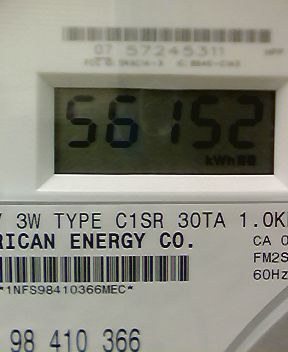 07 57245311
56152
kWh
V 3W TYPE C1SR 30TA 1.0K
RICAN ENERGY CO.
CA 0
FM2S
60Hz
*1NFS98410366MEC*
98 410 366